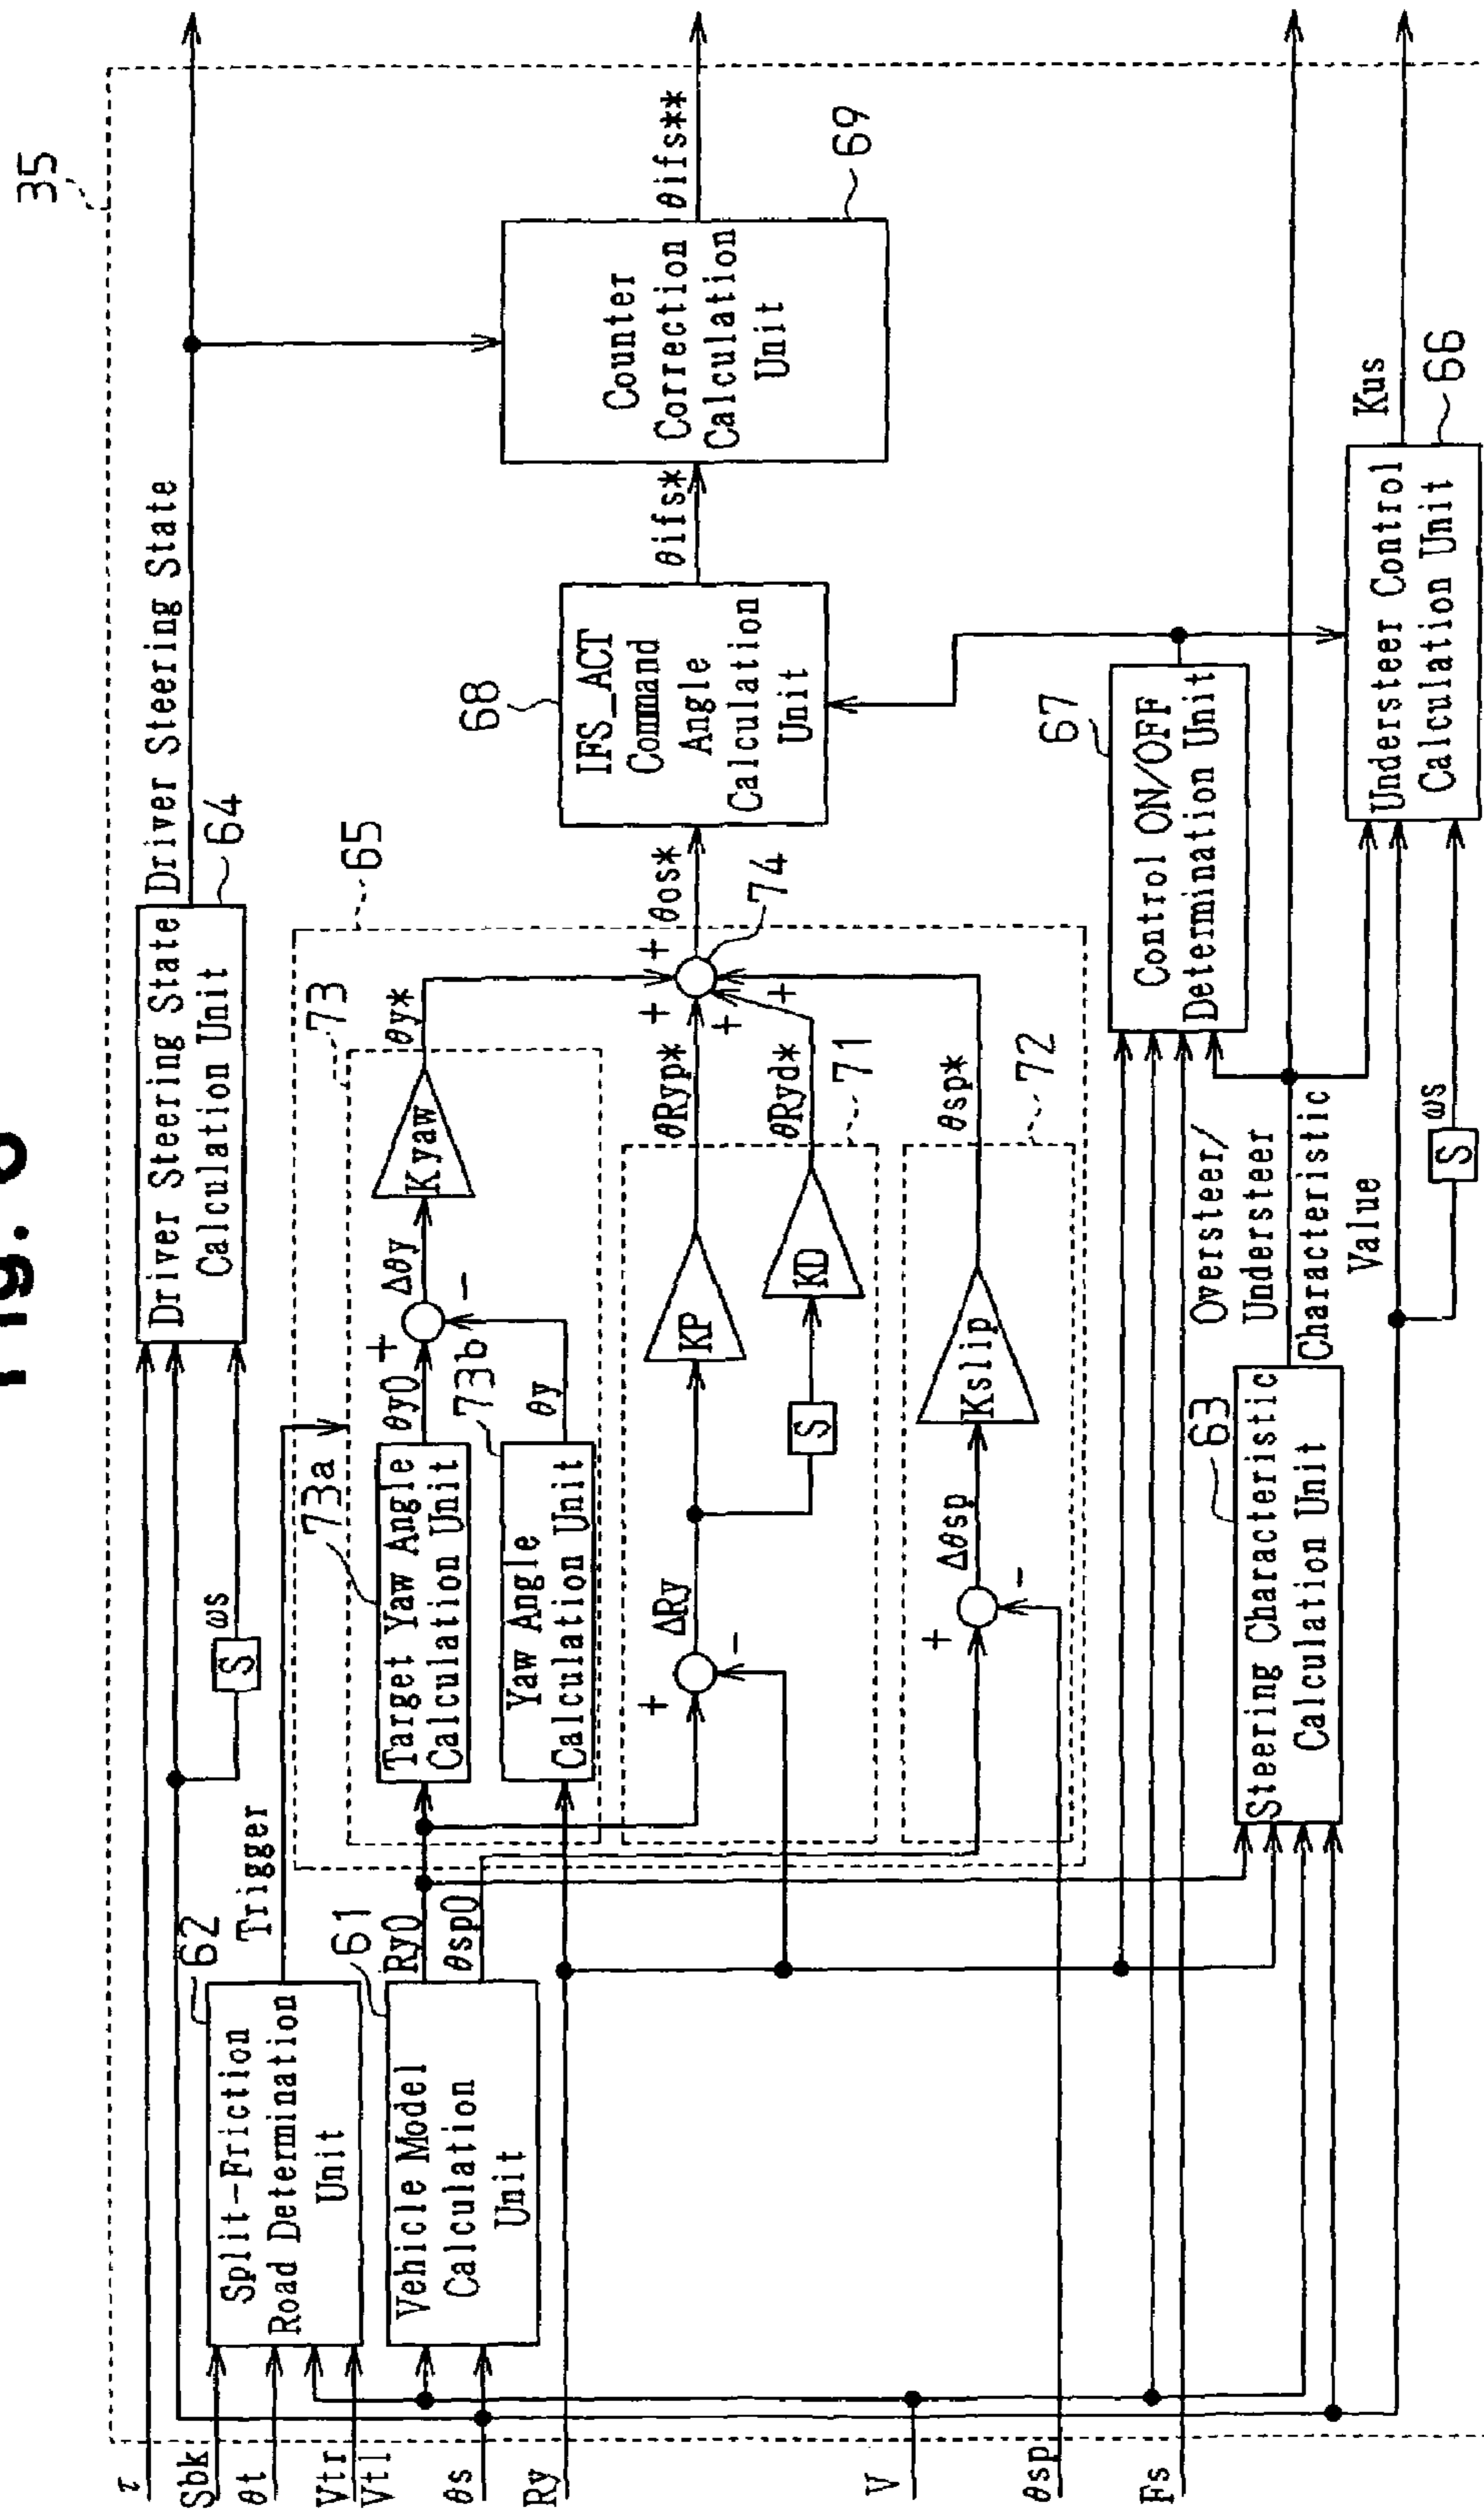 Fig. 6
35
τ
Sbk
θt
Vtr
Vtl
θs
Ry
V
θsp
Fs
Split-Friction
Road Determination
Unit
62
Trigger
Vehicle Model
Calculation
Unit
61
Ry0
θsp0
S
ωs
Driver Steering State
Calculation Unit
64
Driver Steering State
65
73
73a
Target Yaw Angle
Calculation Unit
θy0
73b
Yaw Angle
Calculation Unit
θy
+
-
Δθy
Kyaw
θy*
+
-
ΔRy
KP
θRyp*
S
KD
θRyd*
71
+
-
Δθsp
Kslip
θsp*
72
+
+
+
+
74
θos*
68
IFS_ACT
Command
Angle
Calculation
Unit
θifs*
Counter
Correction
Calculation
Unit
69
θifs**
63
Steering Characteristic
Calculation Unit
Oversteer/
Understeer
Characteristic
Value
67
Control ON/OFF
Determination Unit
S
ωs
Understeer Control
Calculation Unit
66
Kus